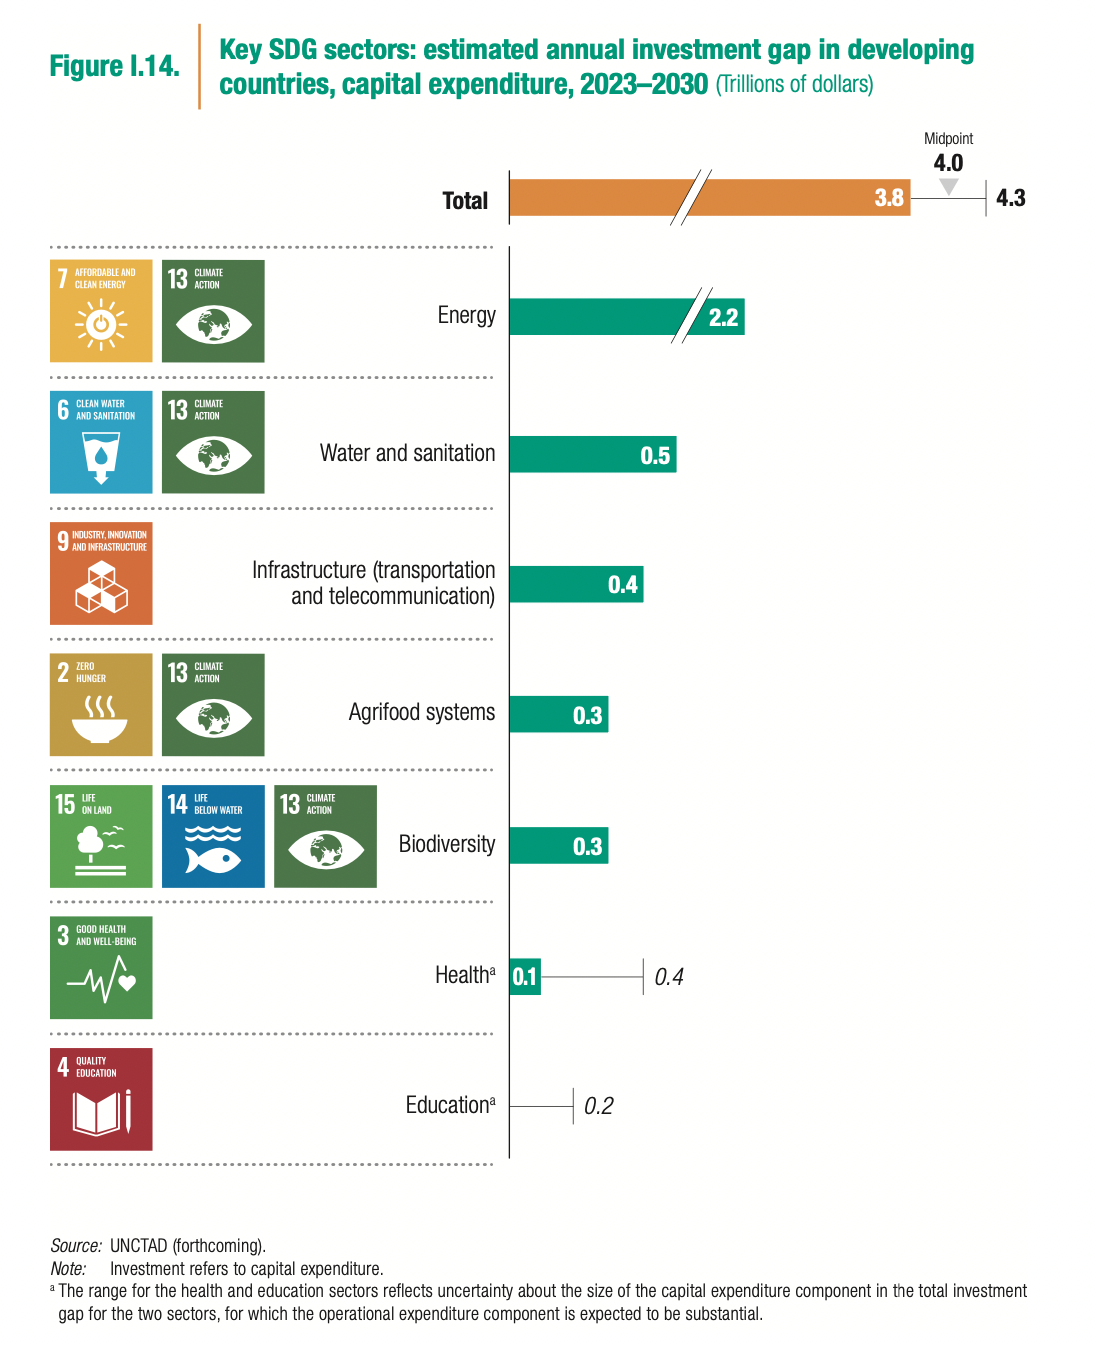 Figure I.14.
Key SDG sectors: estimated annual investment gap in developing
countries, capital expenditure, 2023–2030 (Trillions of dollars)
Midpoint
4.0
Total
3.8
4.3
7 AFFORDABLE AND
CLEAN ENERGY
13 CLIMATE
ACTION
Energy
2.2
6 CLEAN WATER
AND SANITATION
13 CLIMATE
ACTION
Water and sanitation
0.5
9 INDUSTRY, INNOVATION
AND INFRASTRUCTURE
Infrastructure (transportation
and telecommunication)
0.4
2 ZERO
HUNGER
13 CLIMATE
ACTION
Agrifood systems
0.3
15 LIFE
ON LAND
14 LIFE
BELOW WATER
13 CLIMATE
ACTION
Biodiversity
0.3
3 GOOD HEALTH
AND WELL-BEING
Healthª
0.1
0.4
4 QUALITY
EDUCATION
Educationª
0.2
Source: UNCTAD (forthcoming).
Note: Investment refers to capital expenditure.
ª The range for the health and education sectors reflects uncertainty about the size of the capital expenditure component in the total investment
gap for the two sectors, for which the operational expenditure component is expected to be substantial.